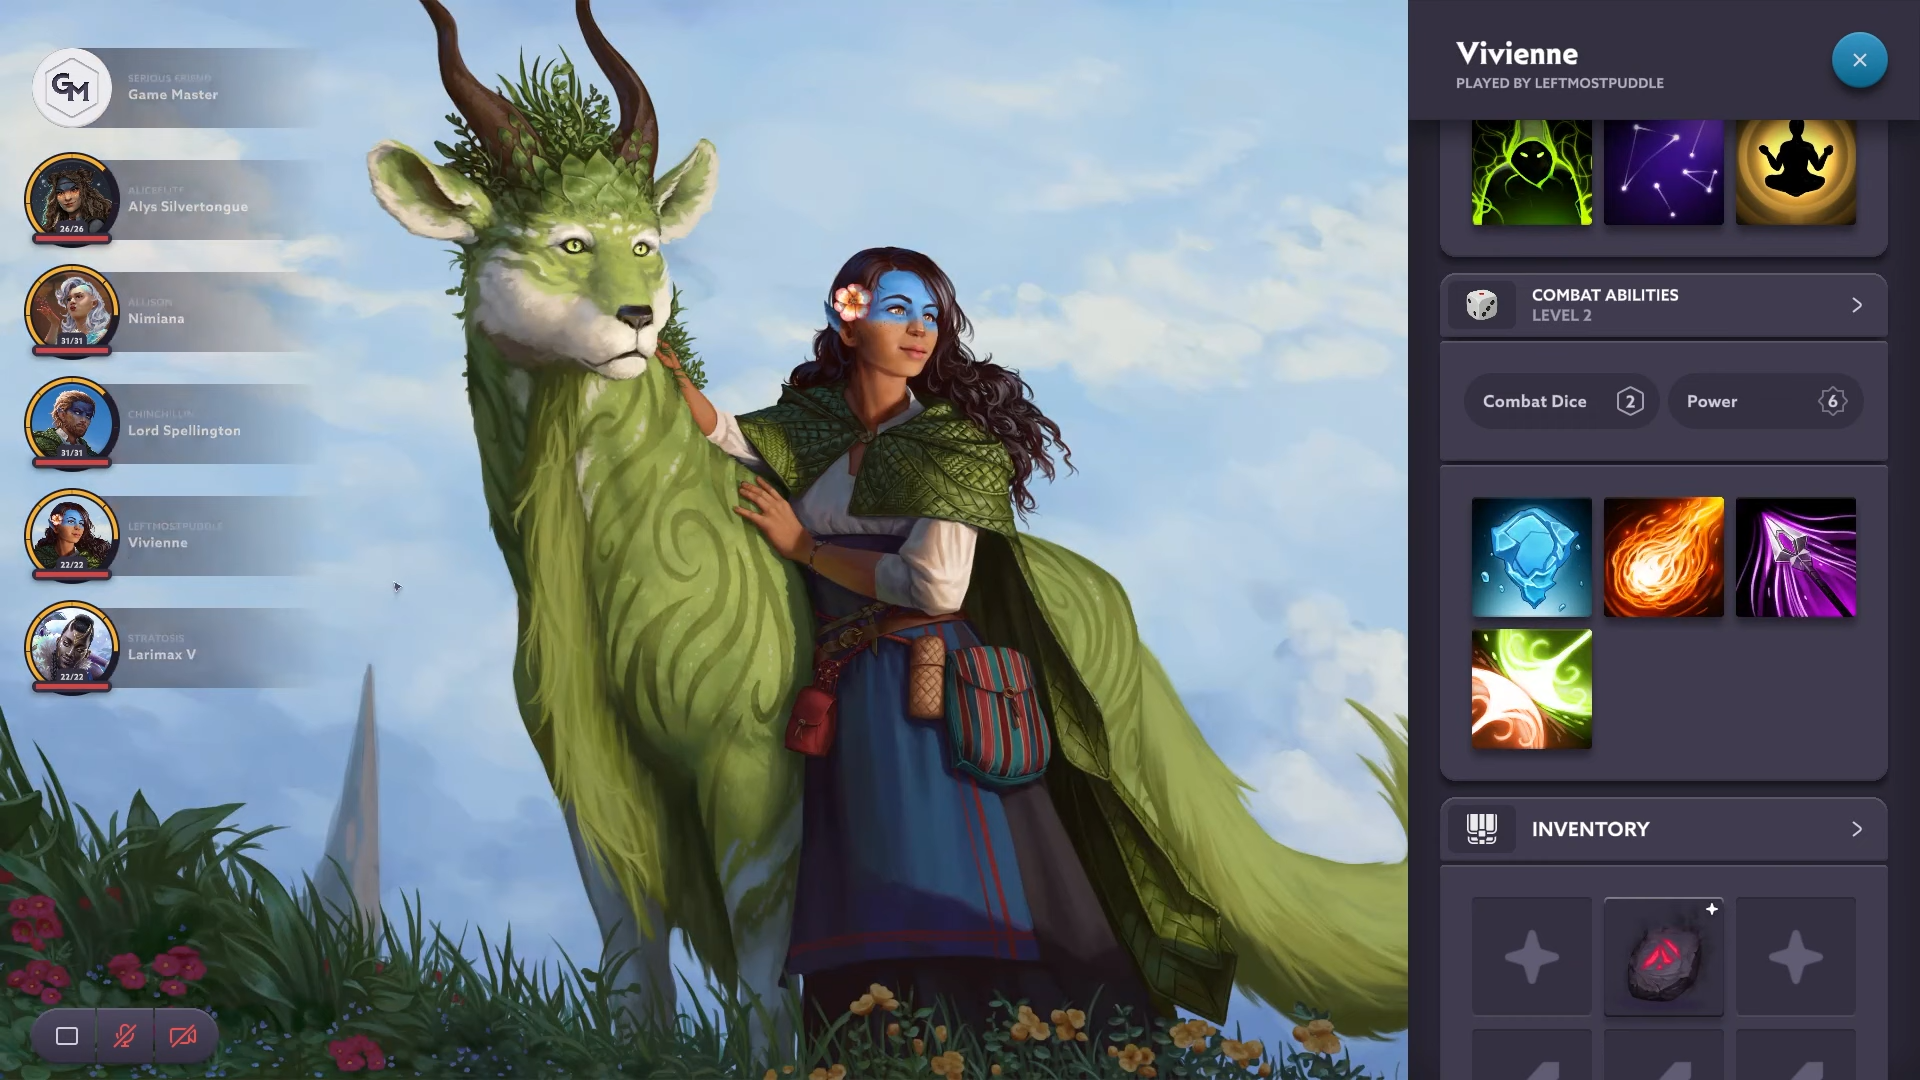 GM
SERIOUS FRIEND
Game Master
ALICEELITE
Alys Silvertongue
26/26
ALLISON
Nimiana
31/31
Lord Spellington
31/31
LEFTMOSTPUDDLE
Vivienne
22/22
STRATOSIS
Larimax V
22/22
Vivienne
PLAYED BY LEFTMOSTPUDDLE
COMBAT ABILITIES
LEVEL 2
Combat Dice 2
Power 6
INVENTORY